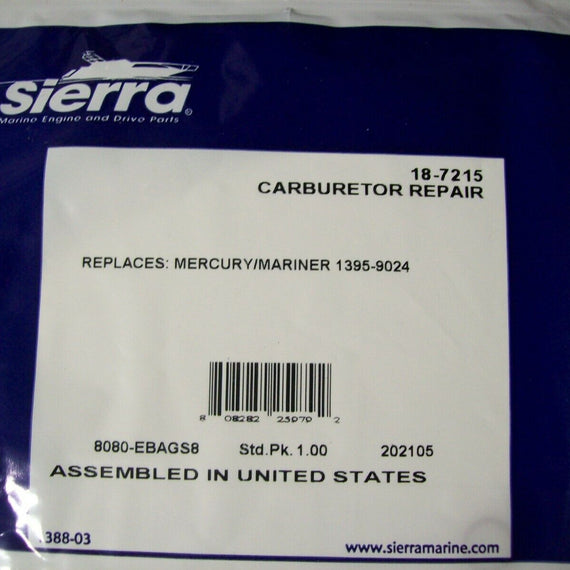 sierra®
Marine Engine and Drive Parts
18-7215
CARBURETOR REPAIR
REPLACES: MERCURY/MARINER 1395-9024
8 08282 23979 2
8080-EBAGS8 Std.Pk. 1.00 202105
ASSEMBLED IN UNITED STATES
388-03 www.sierramarine.com